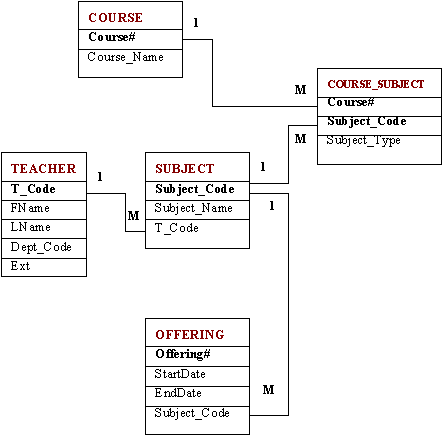 COURSE
Course#
Course_Name
1
M
COURSE_SUBJECT
Course#
Subject_Code
Subject_Type
M
TEACHER
T_Code
FName
LName
Dept_Code
Ext
1
M
SUBJECT
Subject_Code
Subject_Name
T_Code
1
1
OFFERING
Offering#
StartDate
EndDate
Subject_Code
M